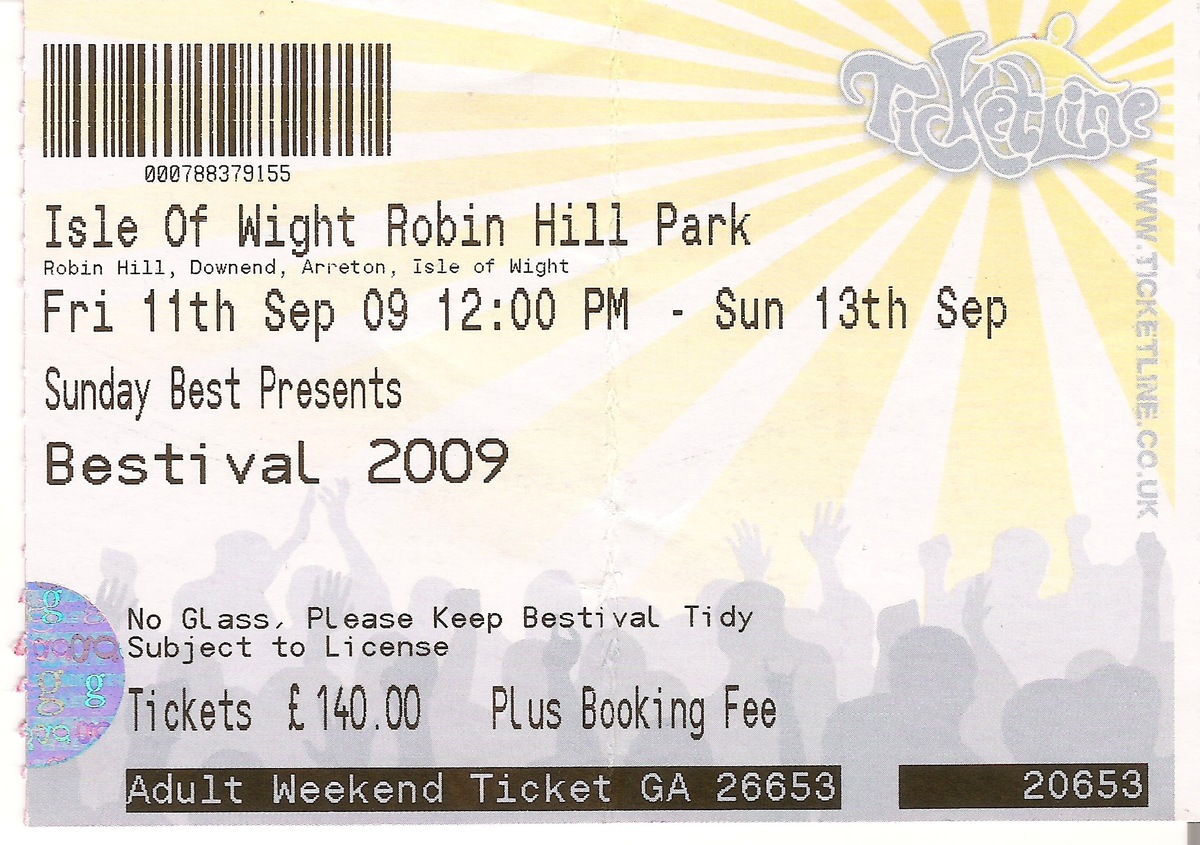 TicketLine
WWW.TICKETLINE.CO.UK
000788379155
Isle Of Wight Robin Hill Park
Robin Hill, Downend, Arreton, Isle of Wight
Fri 11th Sep 09 12:00 PM - Sun 13th Sep
Sunday Best Presents
Bestival 2009
No Glass, Please Keep Bestival Tidy
Subject to License
Tickets £140.00 Plus Booking Fee
Adult Weekend Ticket GA 26653
20653